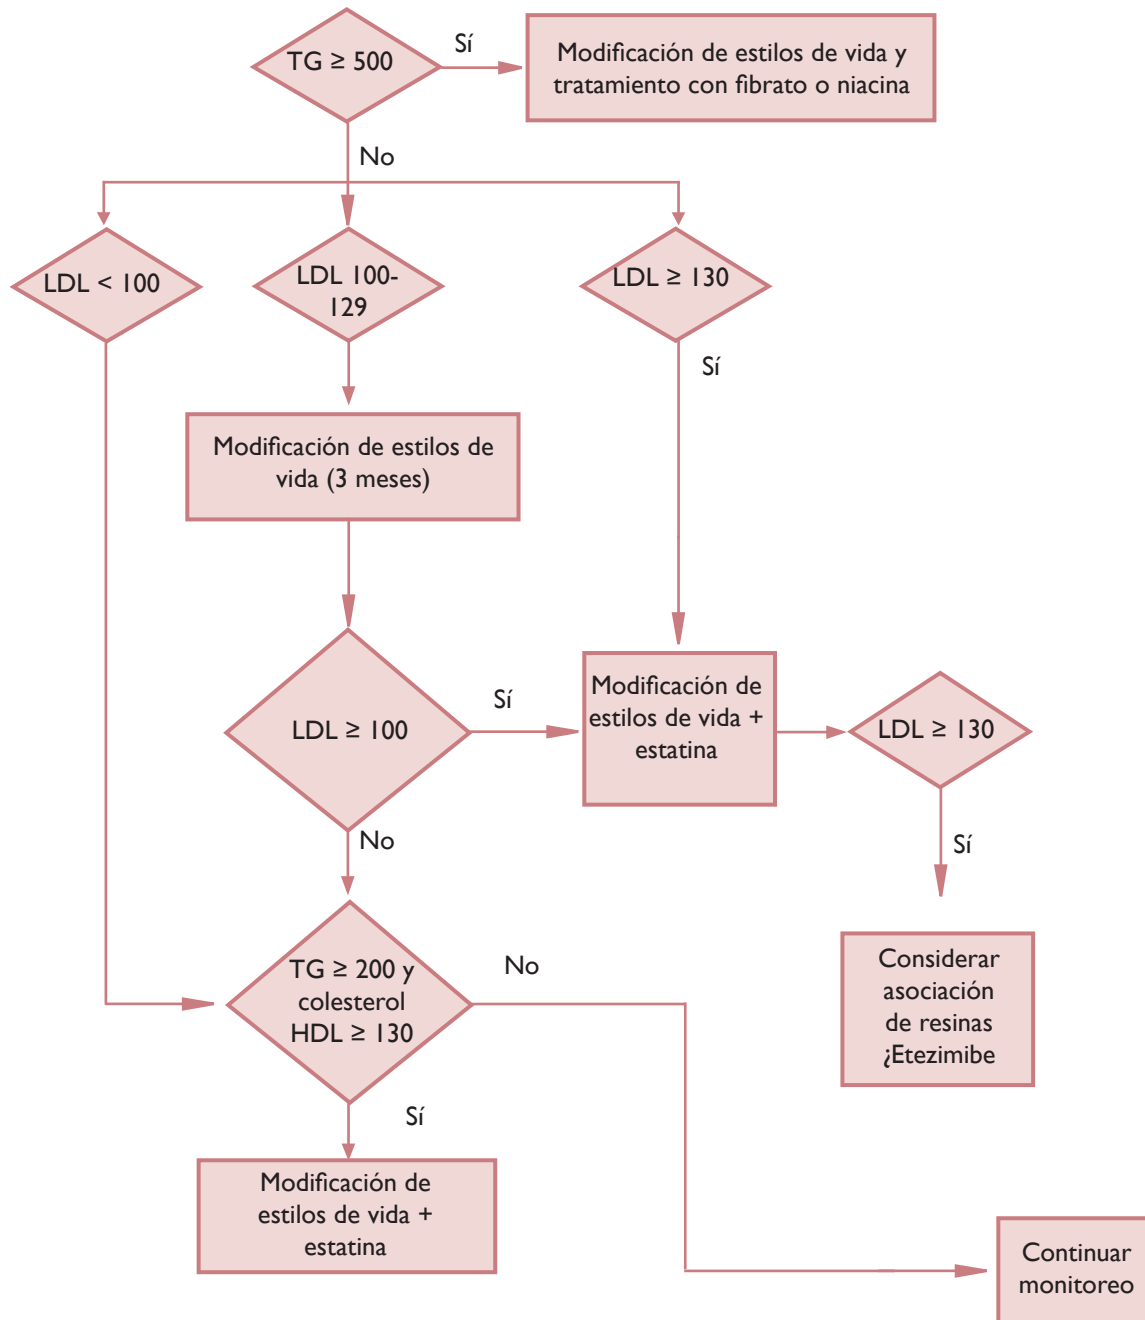 TG ≥ 500
Sí
Modificación de estilos de vida y
tratamiento con fibrato o niacina
No
LDL < 100
LDL 100-
129
LDL ≥ 130
Sí
Modificación de estilos de
vida (3 meses)
LDL ≥ 100
Sí
Modificación de
estilos de vida +
estatina
LDL ≥ 130
No
Sí
TG ≥ 200 y
colesterol
HDL ≥ 130
No
Considerar
asociación
de resinas
¿Etezimibe
Sí
Modificación de
estilos de vida +
estatina
Continuar
monitoreo